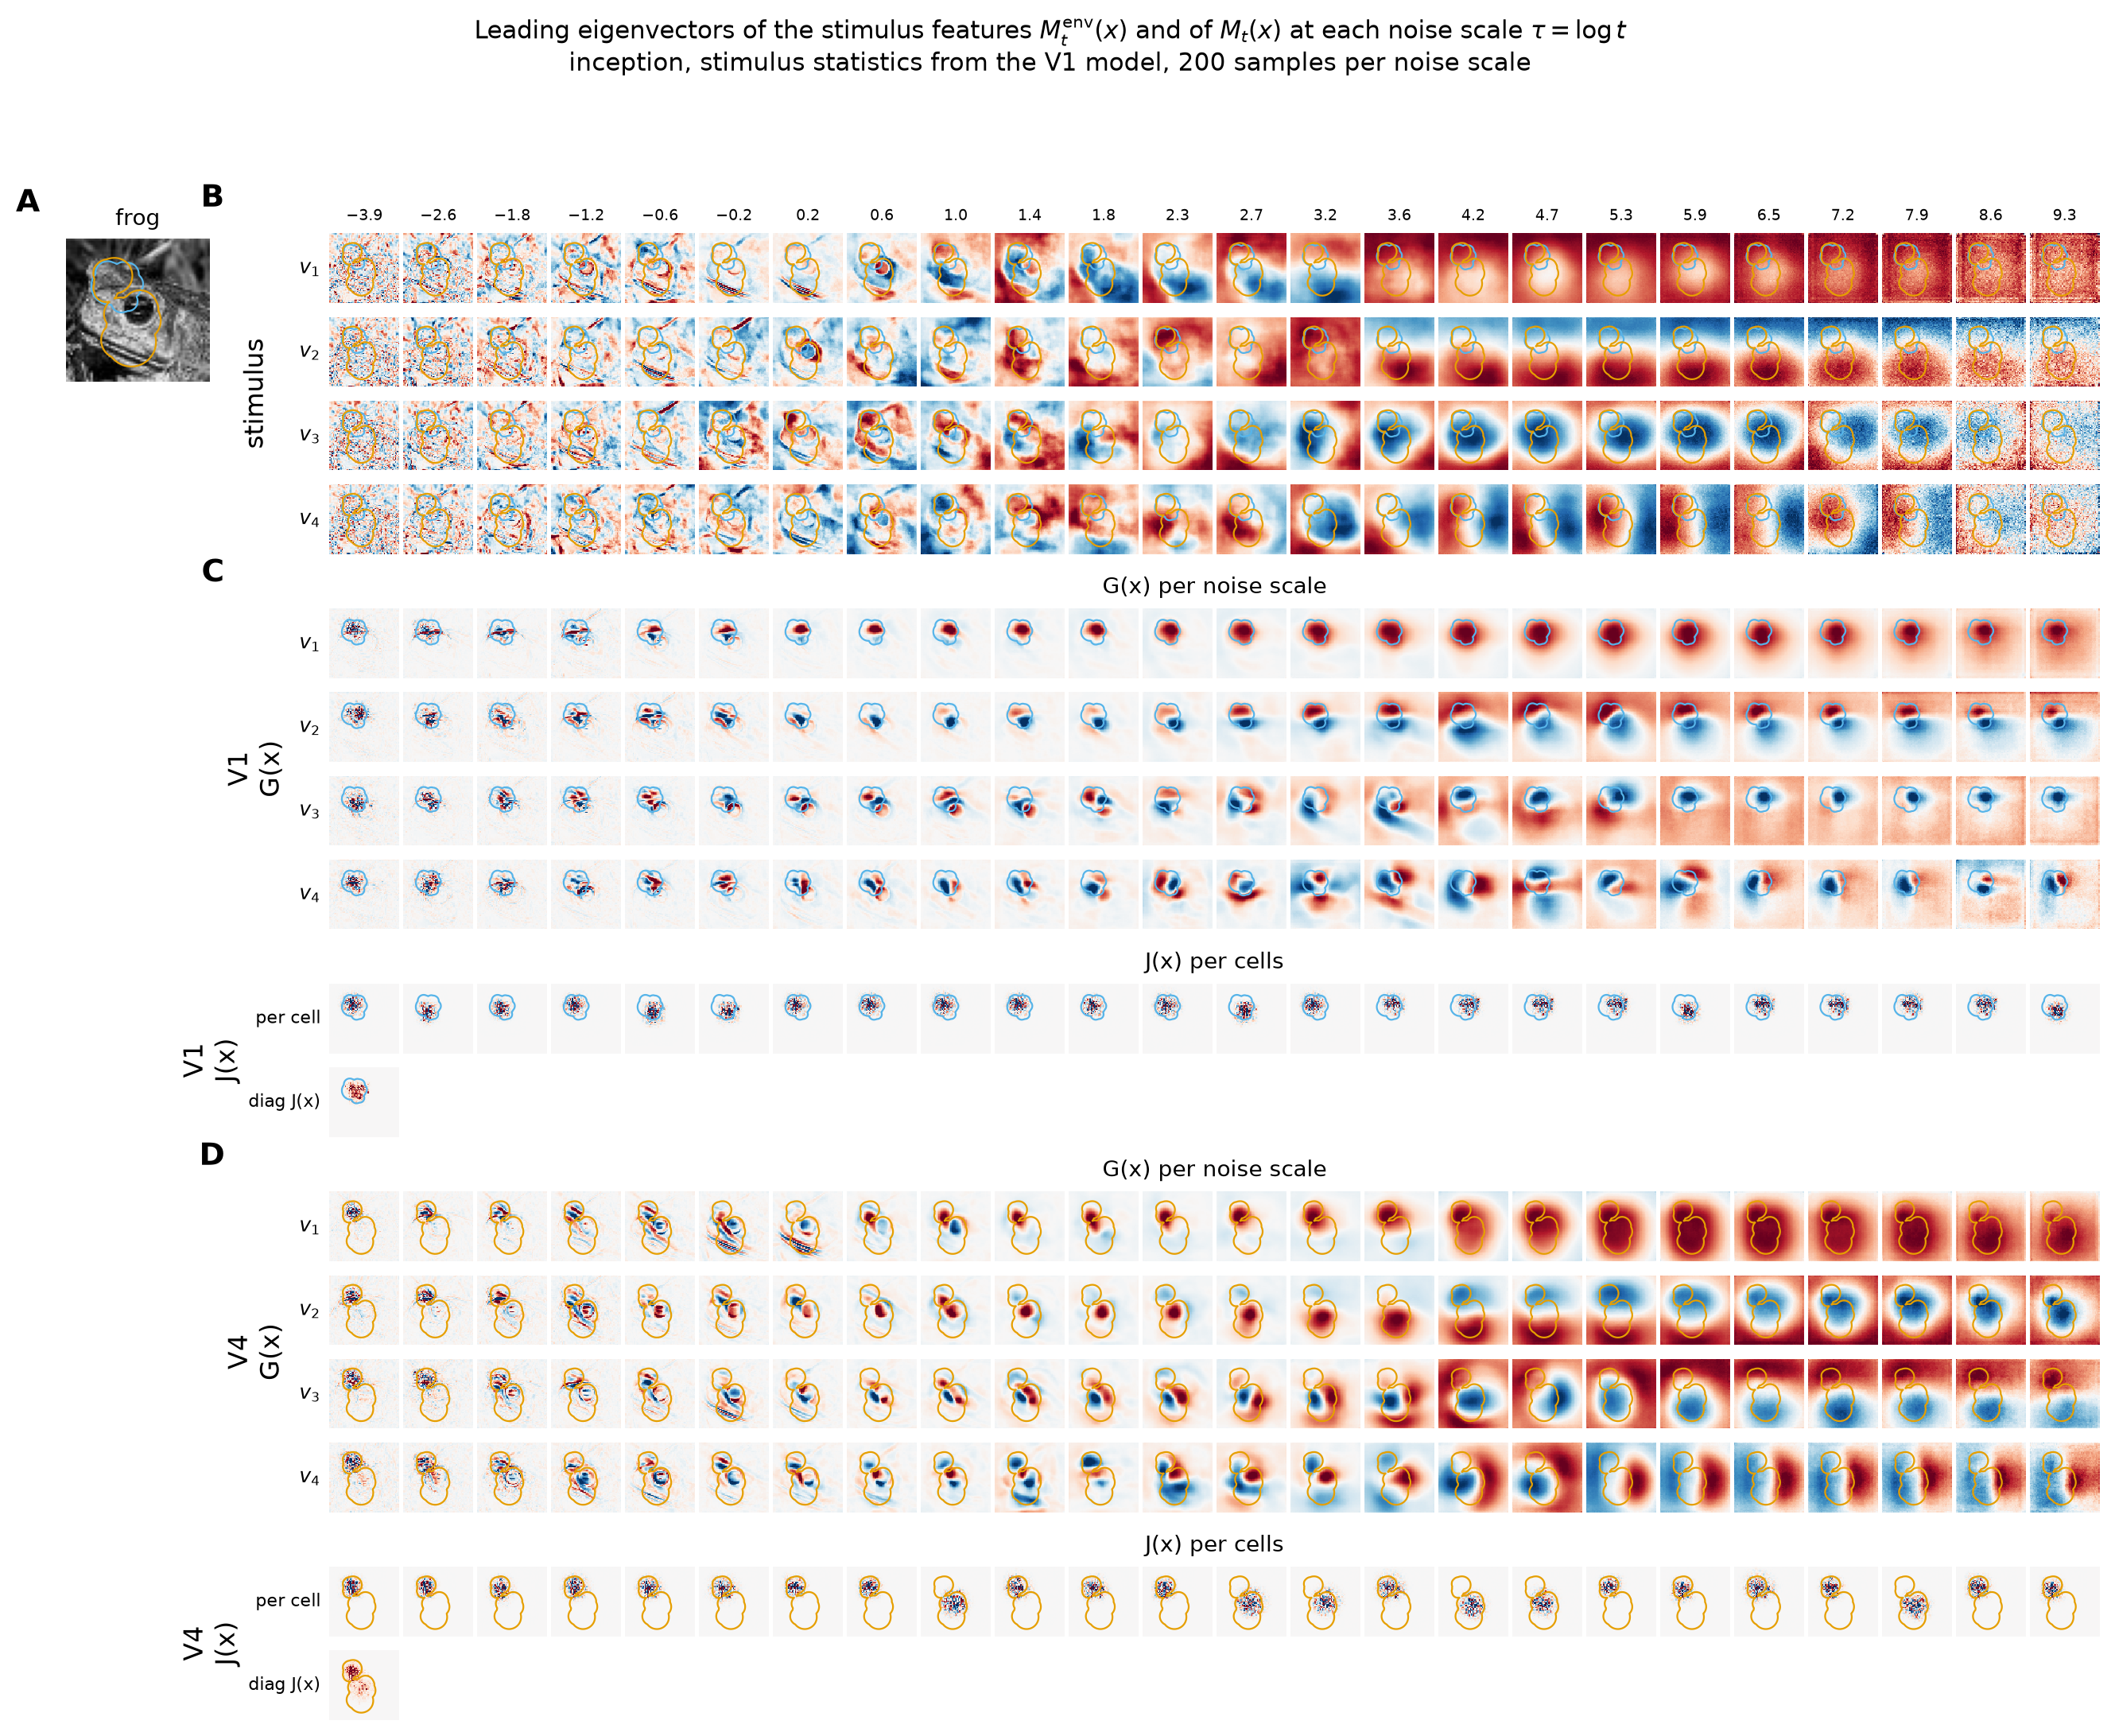 Leading eigenvectors of the stimulus features M_t^env(x) and of M_t(x) at each noise scale τ = log t
inception, stimulus statistics from the V1 model, 200 samples per noise scale
A
frog
B
−3.9 −2.6 −1.8 −1.2 −0.6 −0.2 0.2 0.6 1.0 1.4 1.8 2.3 2.7 3.2 3.6 4.2 4.7 5.3 5.9 6.5 7.2 7.9 8.6 9.3
stimulus
v1
v2
v3
v4
C
G(x) per noise scale
V1
G(x)
v1
v2
v3
v4
J(x) per cells
V1
J(x)
per cell
diag J(x)
D
G(x) per noise scale
V4
G(x)
v1
v2
v3
v4
J(x) per cells
V4
J(x)
per cell
diag J(x)